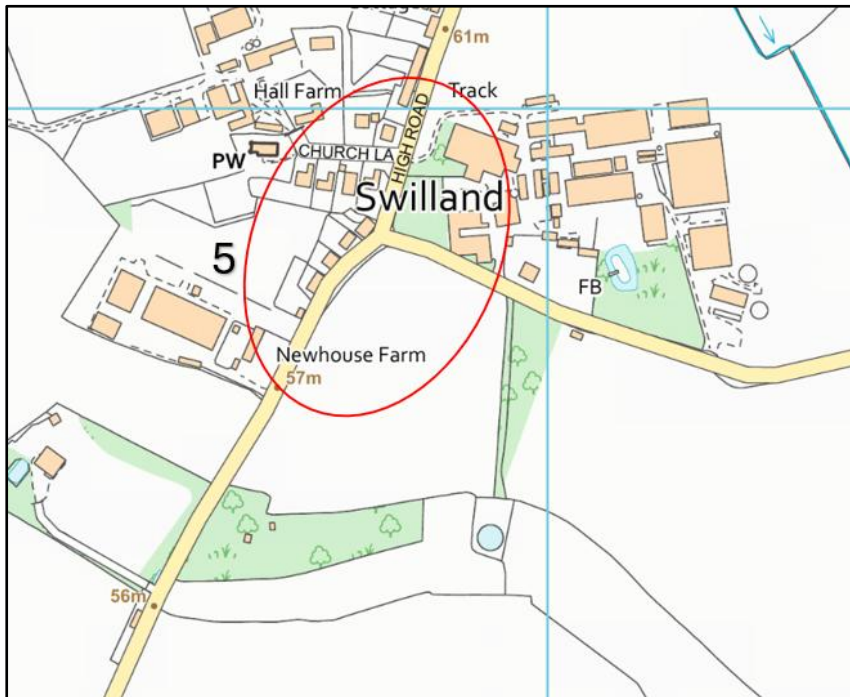 61m
Hall Farm
Track
PW
CHURCH LA
HIGH ROAD
Swilland
5
FB
Newhouse Farm
57m
56m